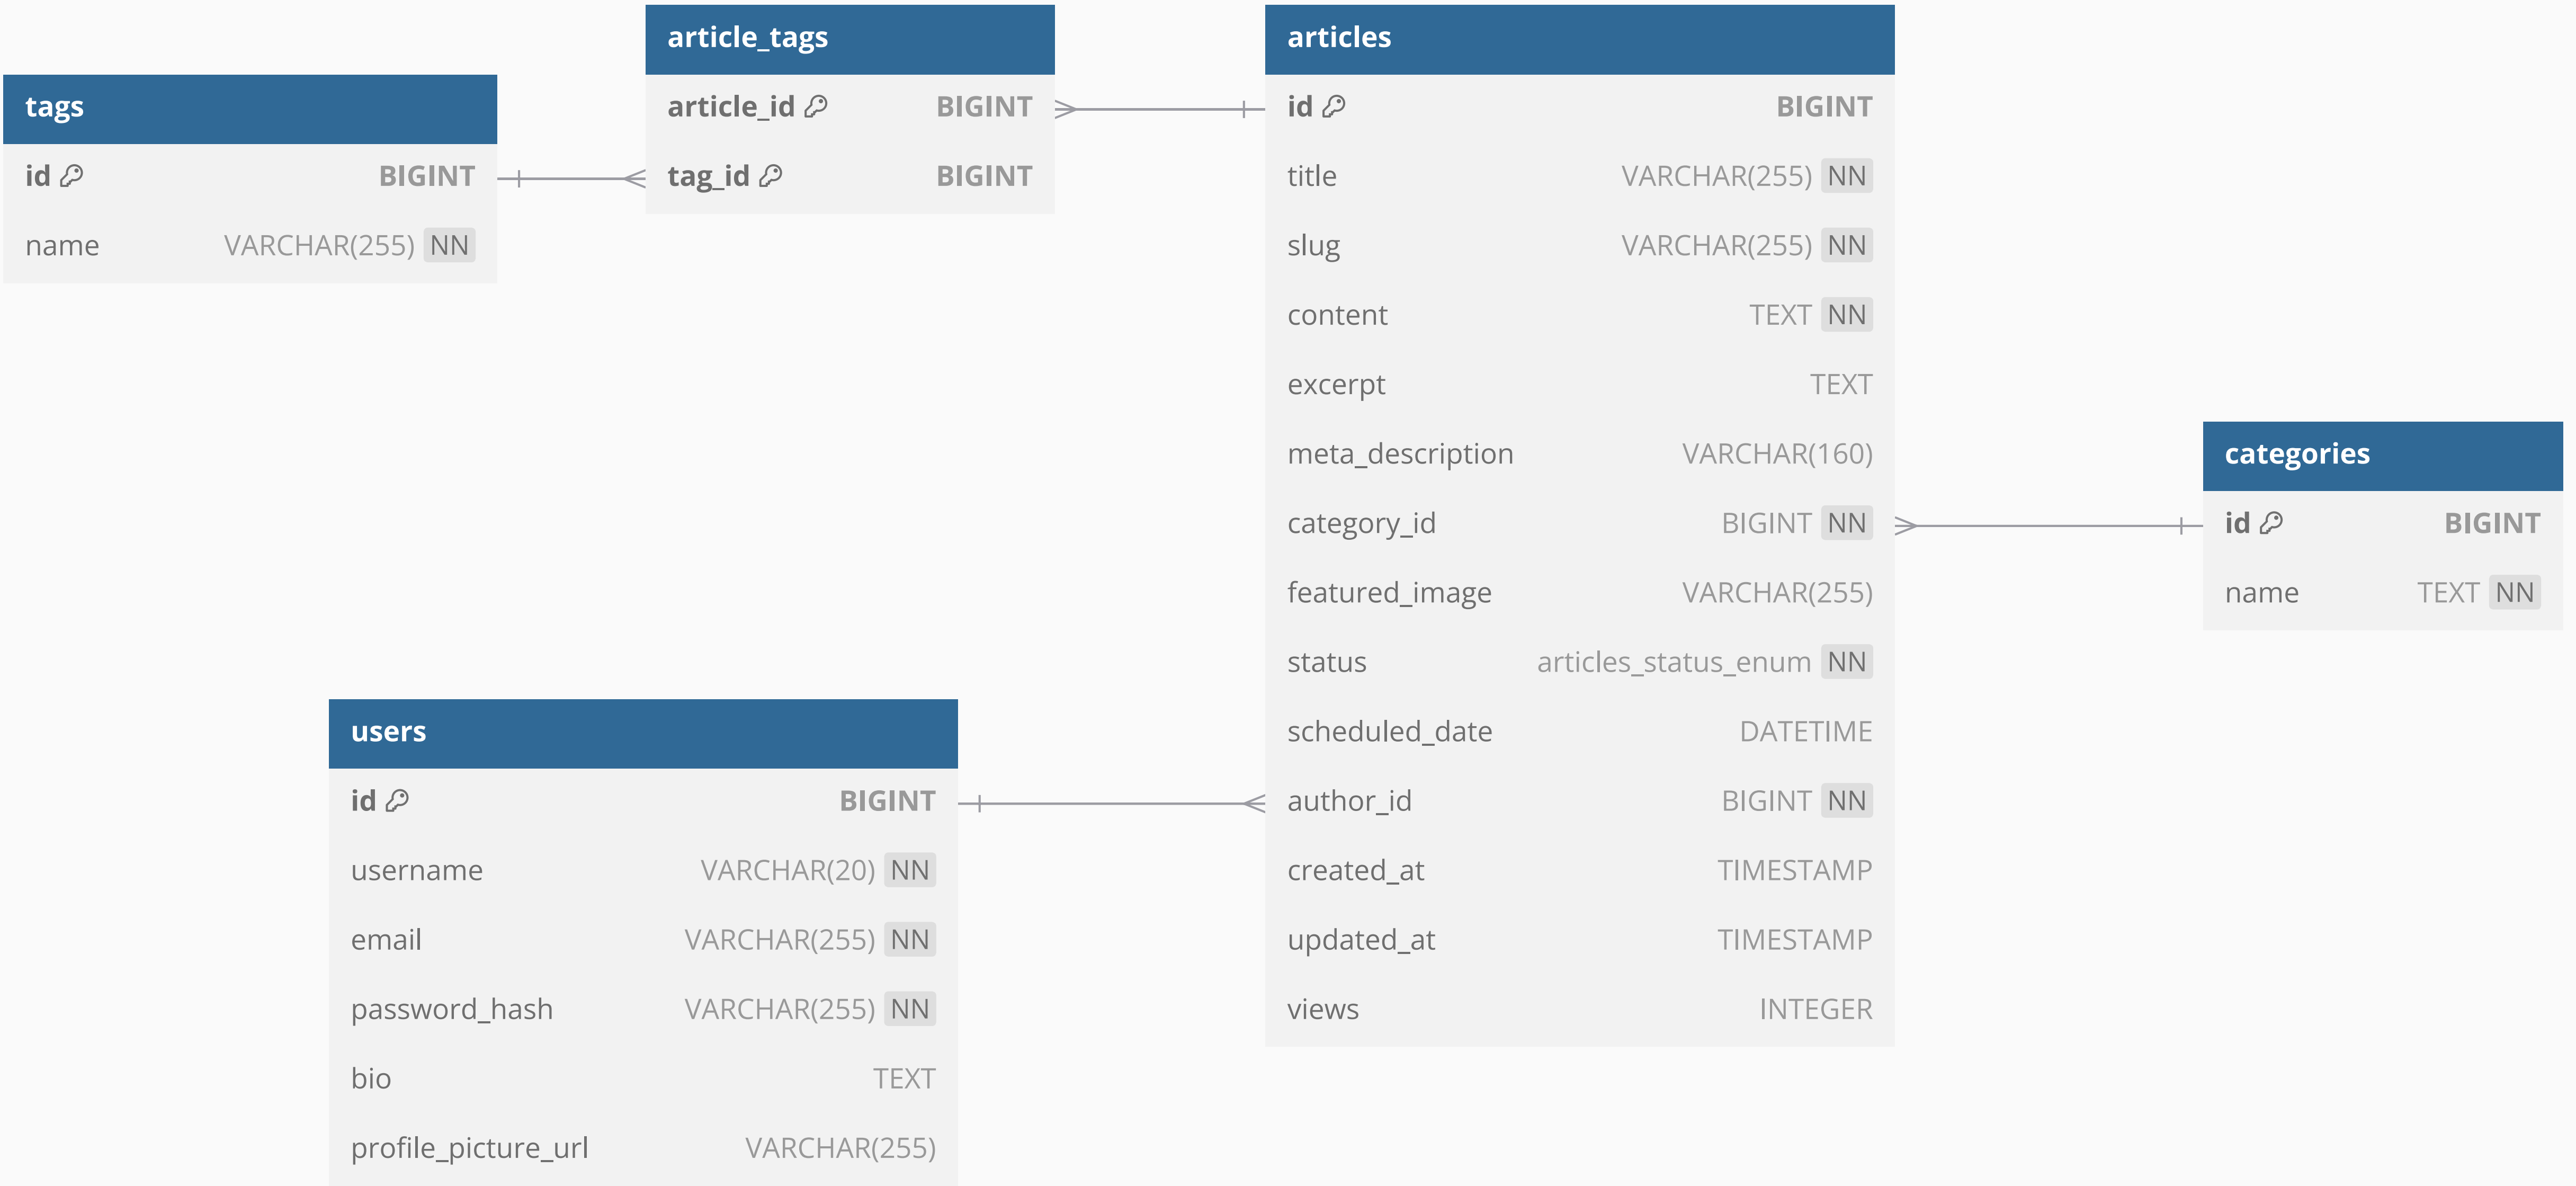 tags
id BIGINT
name VARCHAR(255) NN
article_tags
article_id BIGINT
tag_id BIGINT
articles
id BIGINT
title VARCHAR(255) NN
slug VARCHAR(255) NN
content TEXT NN
excerpt TEXT
meta_description VARCHAR(160)
category_id BIGINT NN
featured_image VARCHAR(255)
status articles_status_enum NN
scheduled_date DATETIME
author_id BIGINT NN
created_at TIMESTAMP
updated_at TIMESTAMP
views INTEGER
categories
id BIGINT
name TEXT NN
users
id BIGINT
username VARCHAR(20) NN
email VARCHAR(255) NN
password_hash VARCHAR(255) NN
bio TEXT
profile_picture_url VARCHAR(255)